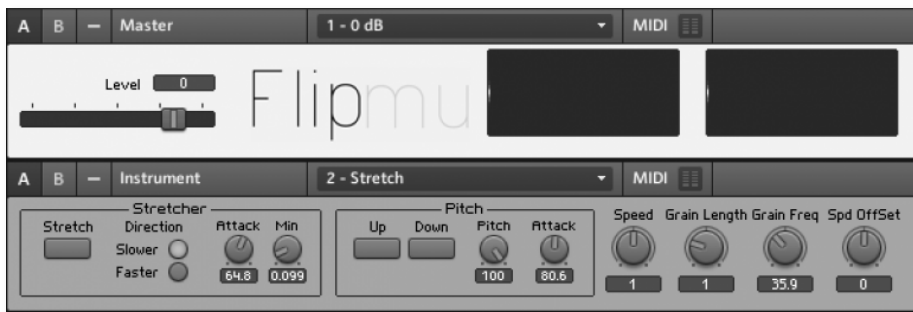 A B – Master 1 - 0 dB MIDI
Level 0
Flipmu
A B – Instrument 2 - Stretch MIDI
Stretcher Pitch
Speed Grain Length Grain Freq Spd OffSet
Stretch Direction Attack Min Up Down Pitch Attack
Slower
Faster 64.8 0.099 100 80.6
1 1 35.9 0